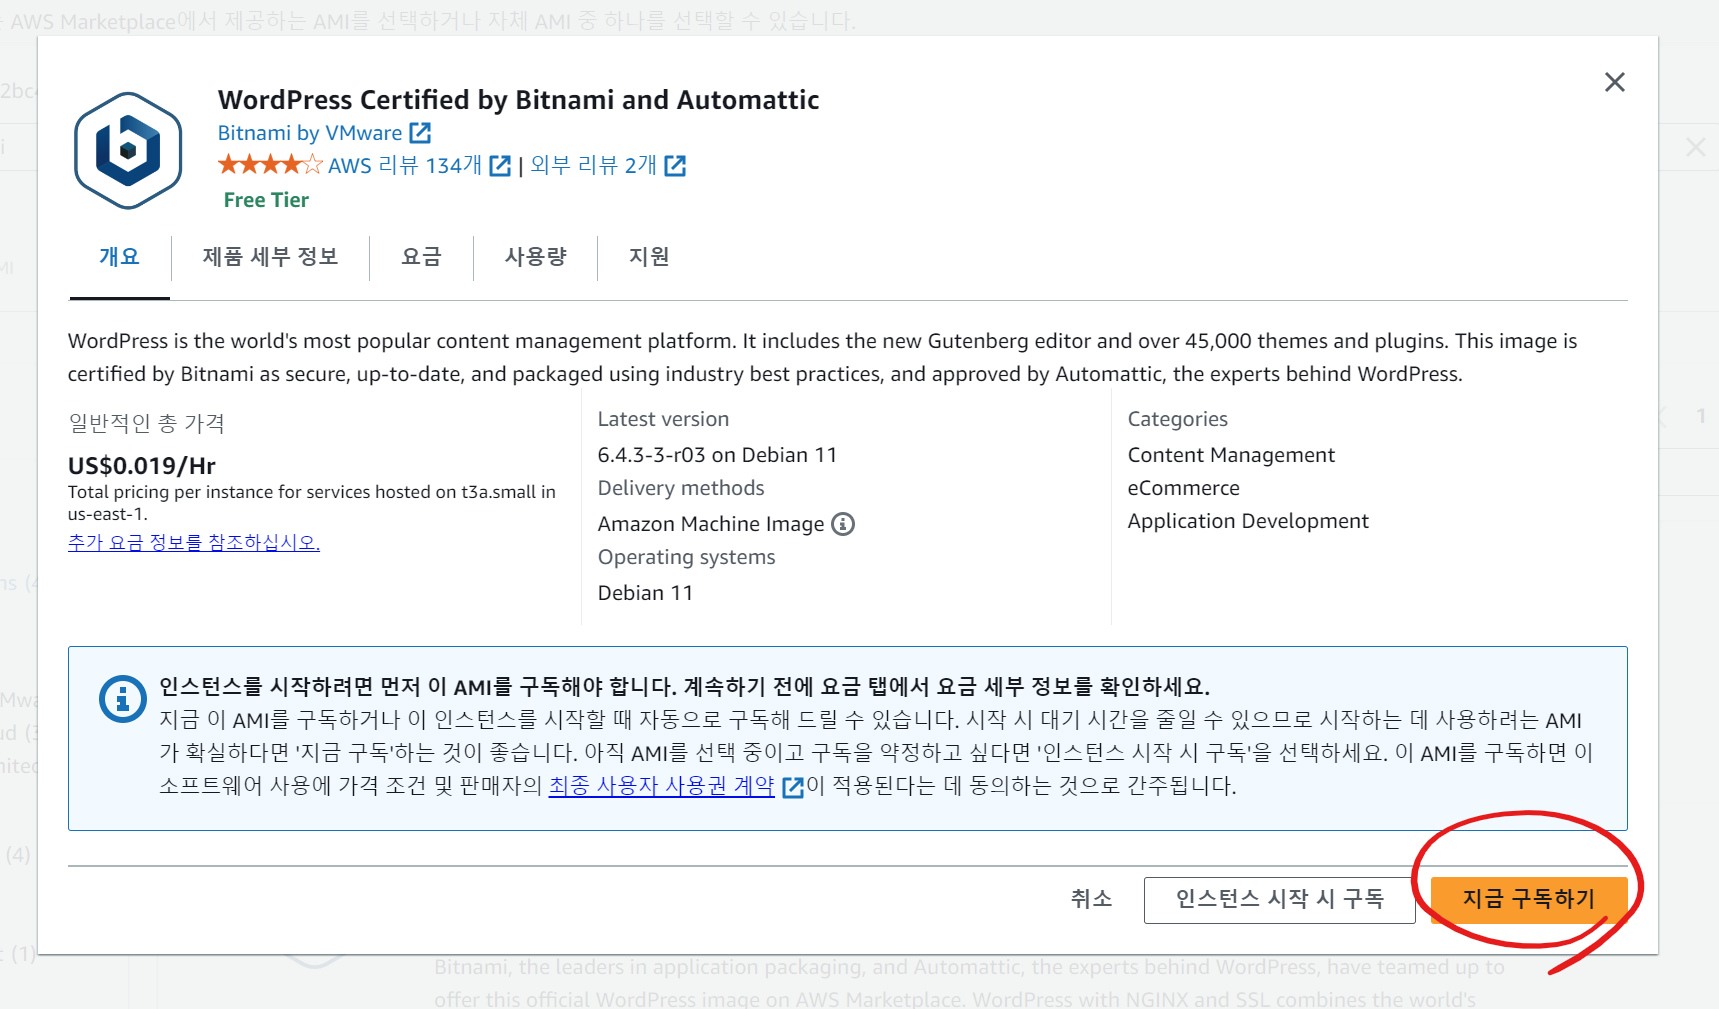 AWS Marketplace에서 제공하는 AMI를 선택하거나 자체 AMI 중 하나를 선택할 수 있습니다.
WordPress Certified by Bitnami and Automattic
Bitnami by VMware
AWS 리뷰 134개 | 외부 리뷰 2개
Free Tier
개요 제품 세부 정보 요금 사용량 지원
WordPress is the world's most popular content management platform. It includes the new Gutenberg editor and over 45,000 themes and plugins. This image is
certified by Bitnami as secure, up-to-date, and packaged using industry best practices, and approved by Automattic, the experts behind WordPress.
일반적인 총 가격
US$0.019/Hr
Total pricing per instance for services hosted on t3a.small in
us-east-1.
추가 요금 정보를 참조하십시오.
Latest version
6.4.3-3-r03 on Debian 11
Delivery methods
Amazon Machine Image
Operating systems
Debian 11
Categories
Content Management
eCommerce
Application Development
1
인스턴스를 시작하려면 먼저 이 AMI를 구독해야 합니다. 계속하기 전에 요금 탭에서 요금 세부 정보를 확인하세요.
지금 이 AMI를 구독하거나 이 인스턴스를 시작할 때 자동으로 구독해 드릴 수 있습니다. 시작 시 대기 시간을 줄일 수 있으므로 시작하는 데 사용하려는 AMI
가 확실하다면 '지금 구독'하는 것이 좋습니다. 아직 AMI를 선택 중이고 구독을 약정하고 싶다면 '인스턴스 시작 시 구독'을 선택하세요. 이 AMI를 구독하면 이
소프트웨어 사용에 가격 조건 및 판매자의 최종 사용자 사용권 계약 이 적용된다는 데 동의하는 것으로 간주됩니다.
(4)
취소 인스턴스 시작 시 구독 지금 구독하기
(1)
Bitnami, the leaders in application packaging, and Automattic, the experts behind WordPress, have teamed up to
offer this official WordPress image on AWS Marketplace. WordPress with NGINX and SSL combines the world's